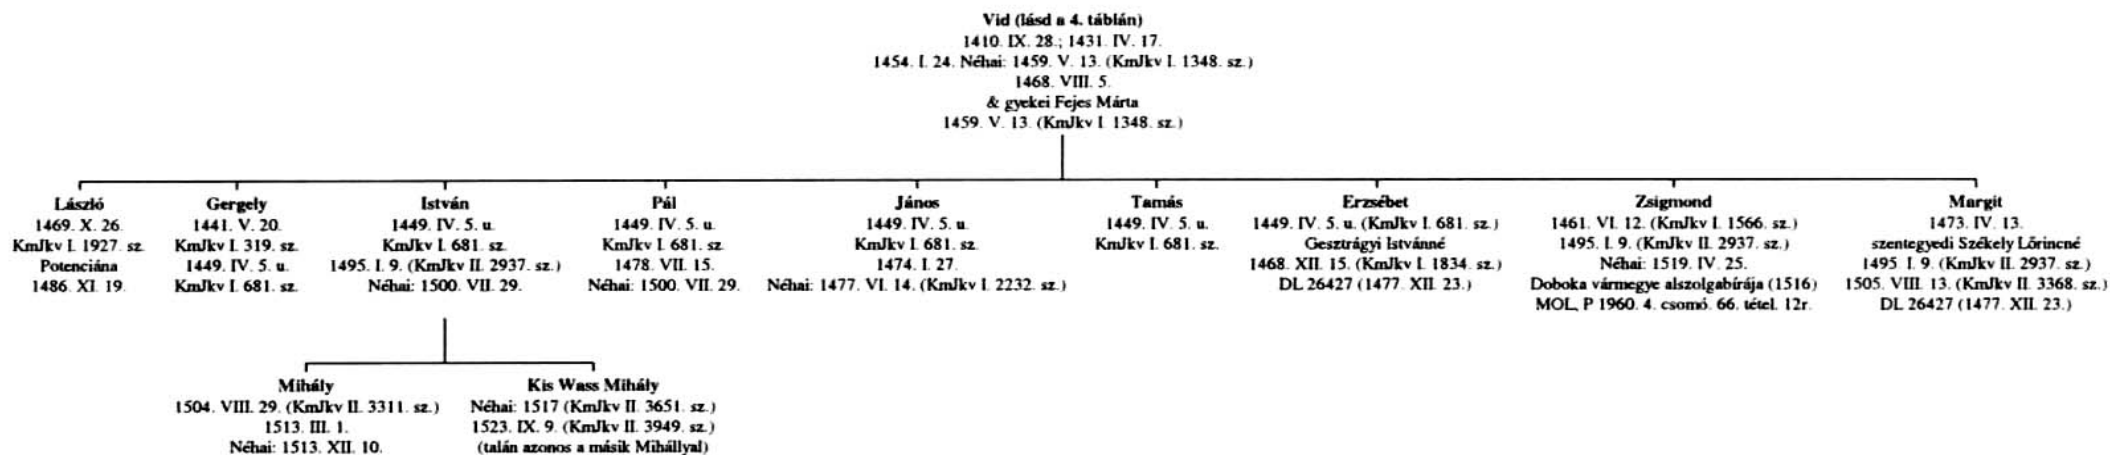 Vid (lásd a 4. táblán)
1410. IX. 28.; 1431. IV. 17.
1454. I. 24. Néhai: 1459. V. 13. (KmJkv I. 1348. sz.)
1468. VIII. 5.
& gyekei Fejes Márta
1459. V. 13. (KmJkv I. 1348. sz.)
László
1469. X. 26.
KmJkv I. 1927. sz.
Potenciána
1486. XI. 19.
Gergely
1441. V. 20.
KmJkv I. 319. sz.
1449. IV. 5. u.
KmJkv I. 681. sz.
István
1449. IV. 5. u.
KmJkv I. 681. sz.
1495. I. 9. (KmJkv II. 2937. sz.)
Néhai: 1500. VII. 29.
Pál
1449. IV. 5. u.
KmJkv I. 681. sz.
1478. VII. 15.
Néhai: 1500. VII. 29.
János
1449. IV. 5. u.
KmJkv I. 681. sz.
1474. I. 27.
Néhai: 1477. VI. 14. (KmJkv I. 2232. sz.)
Tamás
1449. IV. 5. u.
KmJkv I. 681. sz.
Erzsébet
1449. IV. 5. u. (KmJkv I. 681. sz.)
Gesztrágyi Istvánné
1468. XII. 15. (KmJkv I. 1834. sz.)
DL 26427 (1477. XII. 23.)
Zsigmond
1461. VI. 12. (KmJkv I. 1566. sz.)
1495. I. 9. (KmJkv II. 2937. sz.)
Néhai: 1519. IV. 25.
Doboka vármegye alszolgabírája (1516)
MOL, P 1960. 4. csomó. 66. tétel. 12r.
Margit
1473. IV. 13.
szentegyedi Székely Lőrincné
1495. I. 9. (KmJkv II. 2937. sz.)
1505. VIII. 13. (KmJkv II. 3368. sz.)
DL 26427 (1477. XII. 23.)
Mihály
1504. VIII. 29. (KmJkv II. 3311. sz.)
1513. III. 1.
Néhai: 1513. XII. 10.
Kis Wass Mihály
Néhai: 1517 (KmJkv II. 3651. sz.)
1523. IX. 9. (KmJkv II. 3949. sz.)
(talán azonos a másik Mihállyal)